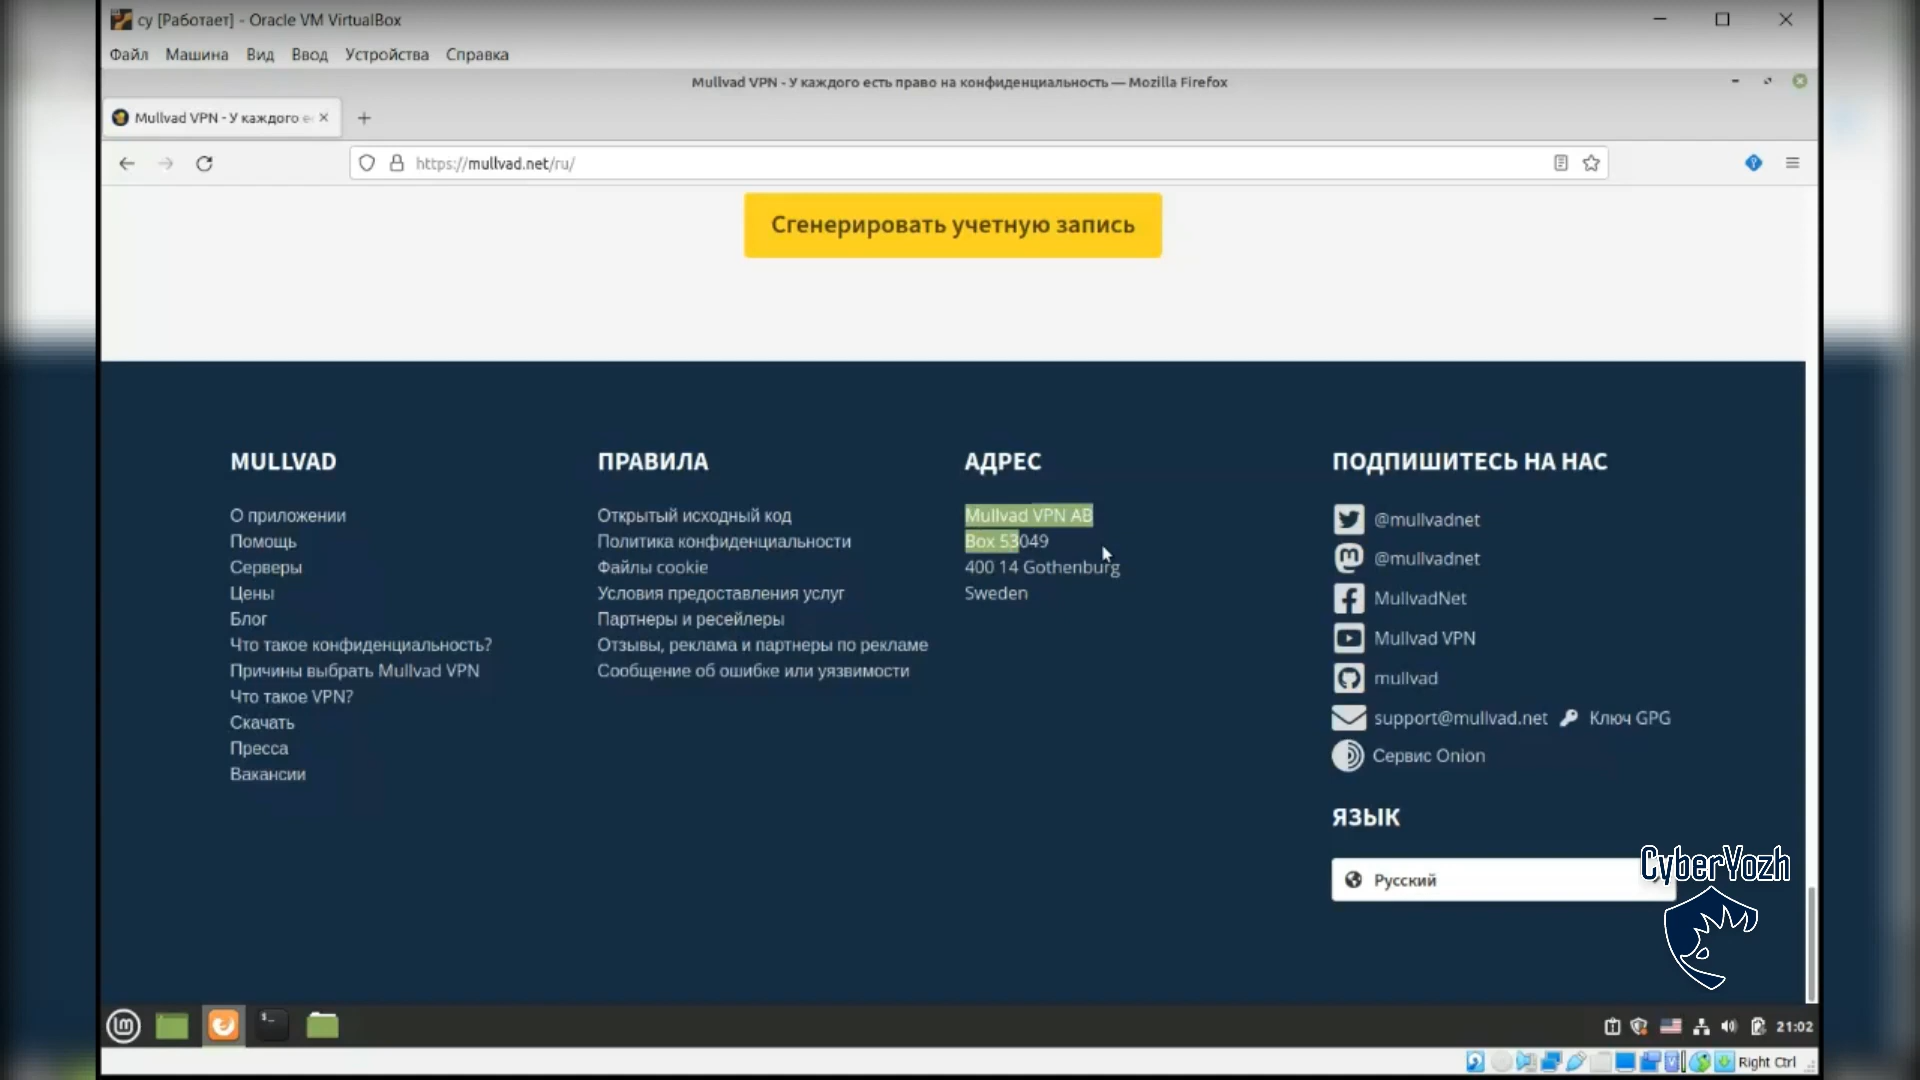 су [Работает] - Oracle VM VirtualBox
Файл Машина Вид Ввод Устройства Справка
Mullvad VPN - У каждого есть право на конфиденциальность — Mozilla Firefox
Mullvad VPN - У каждого ес
https://mullvad.net/ru/
Сгенерировать учетную запись
MULLVAD
О приложении
Помощь
Серверы
Цены
Блог
Что такое конфиденциальность?
Причины выбрать Mullvad VPN
Что такое VPN?
Скачать
Пресса
Вакансии
ПРАВИЛА
Открытый исходный код
Политика конфиденциальности
Файлы cookie
Условия предоставления услуг
Партнеры и ресейлеры
Отзывы, реклама и партнеры по рекламе
Сообщение об ошибке или уязвимости
АДРЕС
Mullvad VPN AB
Box 53049
400 14 Gothenburg
Sweden
ПОДПИШИТЕСЬ НА НАС
@mullvadnet
@mullvadnet
MullvadNet
Mullvad VPN
mullvad
support@mullvad.net Ключ GPG
Сервис Onion
ЯЗЫК
Русский
CyberYozh
21:02
Right Ctrl